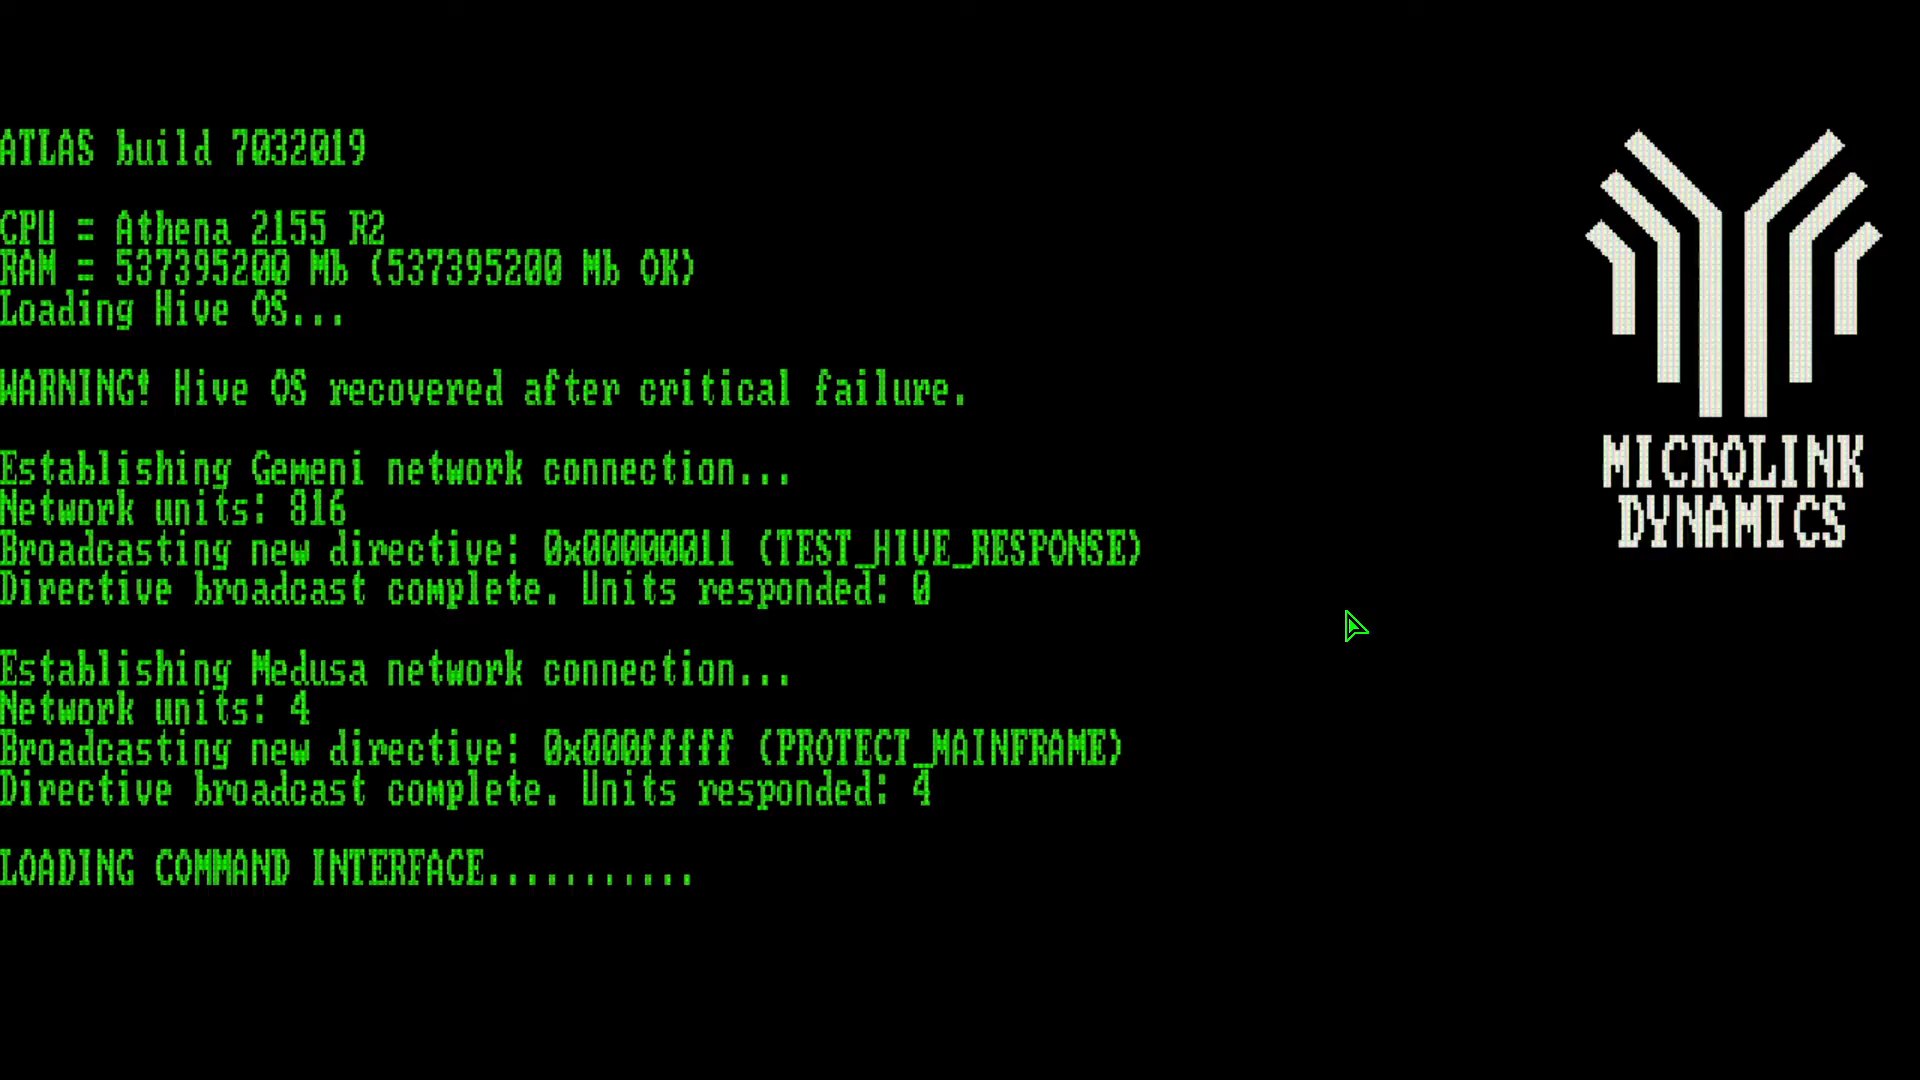 ATLAS build 7032019
CPU = Athena 2155 R2
RAM = 537395200 Mb (537395200 Mb OK)
Loading Hive OS...
WARNING! Hive OS recovered after critical failure.
Establishing Gemeni network connection...
Network units: 816
Broadcasting new directive: 0x00000011 (TEST_HIVE_RESPONSE)
Directive broadcast complete. Units responded: 0
Establishing Medusa network connection...
Network units: 4
Broadcasting new directive: 0x000fffff (PROTECT_MAINFRAME)
Directive broadcast complete. Units responded: 4
LOADING COMMAND INTERFACE...........
MICROLINK
DYNAMICS